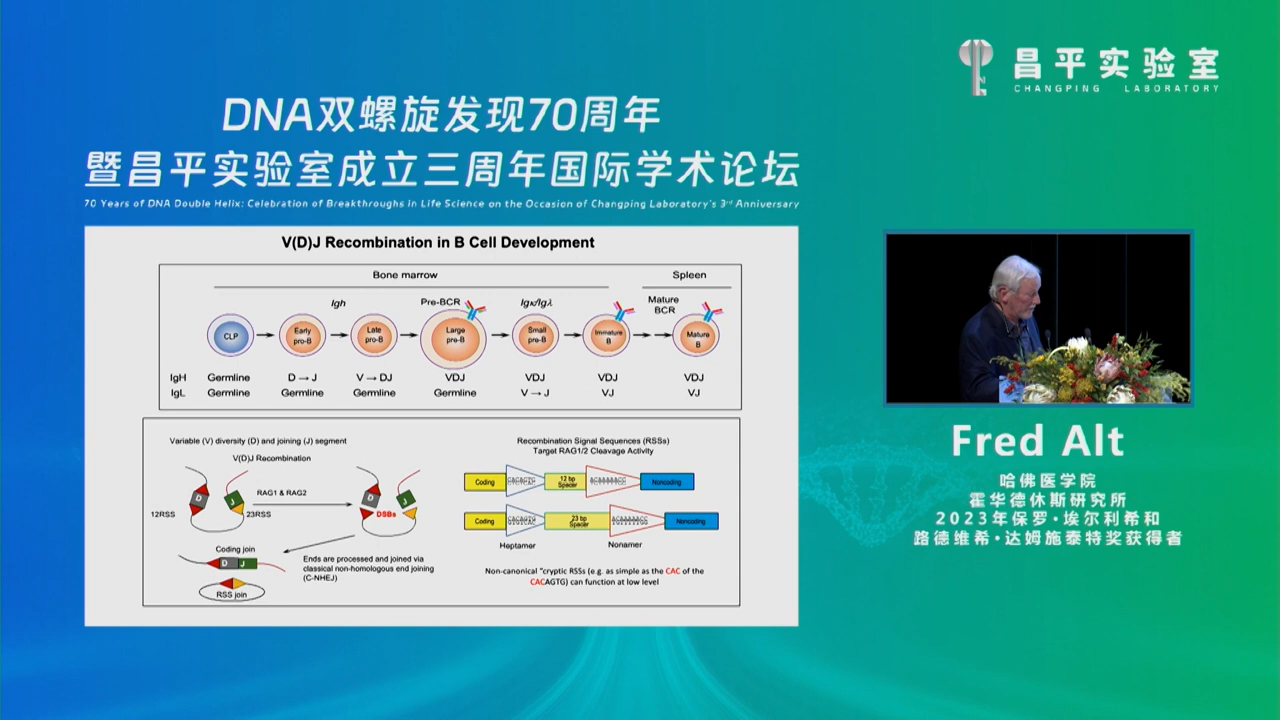 昌平实验室
CHANGPING LABORATORY
DNA双螺旋发现70周年
暨昌平实验室成立三周年国际学术论坛
70 Years of DNA Double Helix: Celebration of Breakthroughs in Life Science on the Occasion of Changping Laboratory's 3rd Anniversary
V(D)J Recombination in B Cell Development
Bone marrow
Spleen
Igh
Pre-BCR
Igκ/Igλ
Mature BCR
CLP
Early pro-B
Late pro-B
Large pre-B
Small pre-B
Immature B
Mature B
IgH Germline D→J V→DJ VDJ VDJ VDJ VDJ
IgL Germline Germline Germline Germline V→J VJ VJ
Variable (V) diversity (D) and joining (J) segment
V(D)J Recombination
D
J
RAG1 & RAG2
D
J
12RSS
23RSS
DSBs
Coding join
D J
RSS join
Ends are processed and joined via
classical non-homologous end joining
(C-NHEJ)
Recombination Signal Sequences (RSSs)
Target RAG1/2 Cleavage Activity
Coding
12 bp Spacer
Noncoding
Coding
23 bp Spacer
Noncoding
Heptamer
Nonamer
Non-canonical "cryptic RSSs (e.g. as simple as the CAC of the
CACAGTG) can function at low level
Fred Alt
哈佛医学院
霍华德休斯研究所
2023年保罗·埃尔利希和
路德维希·达姆施泰特奖获得者